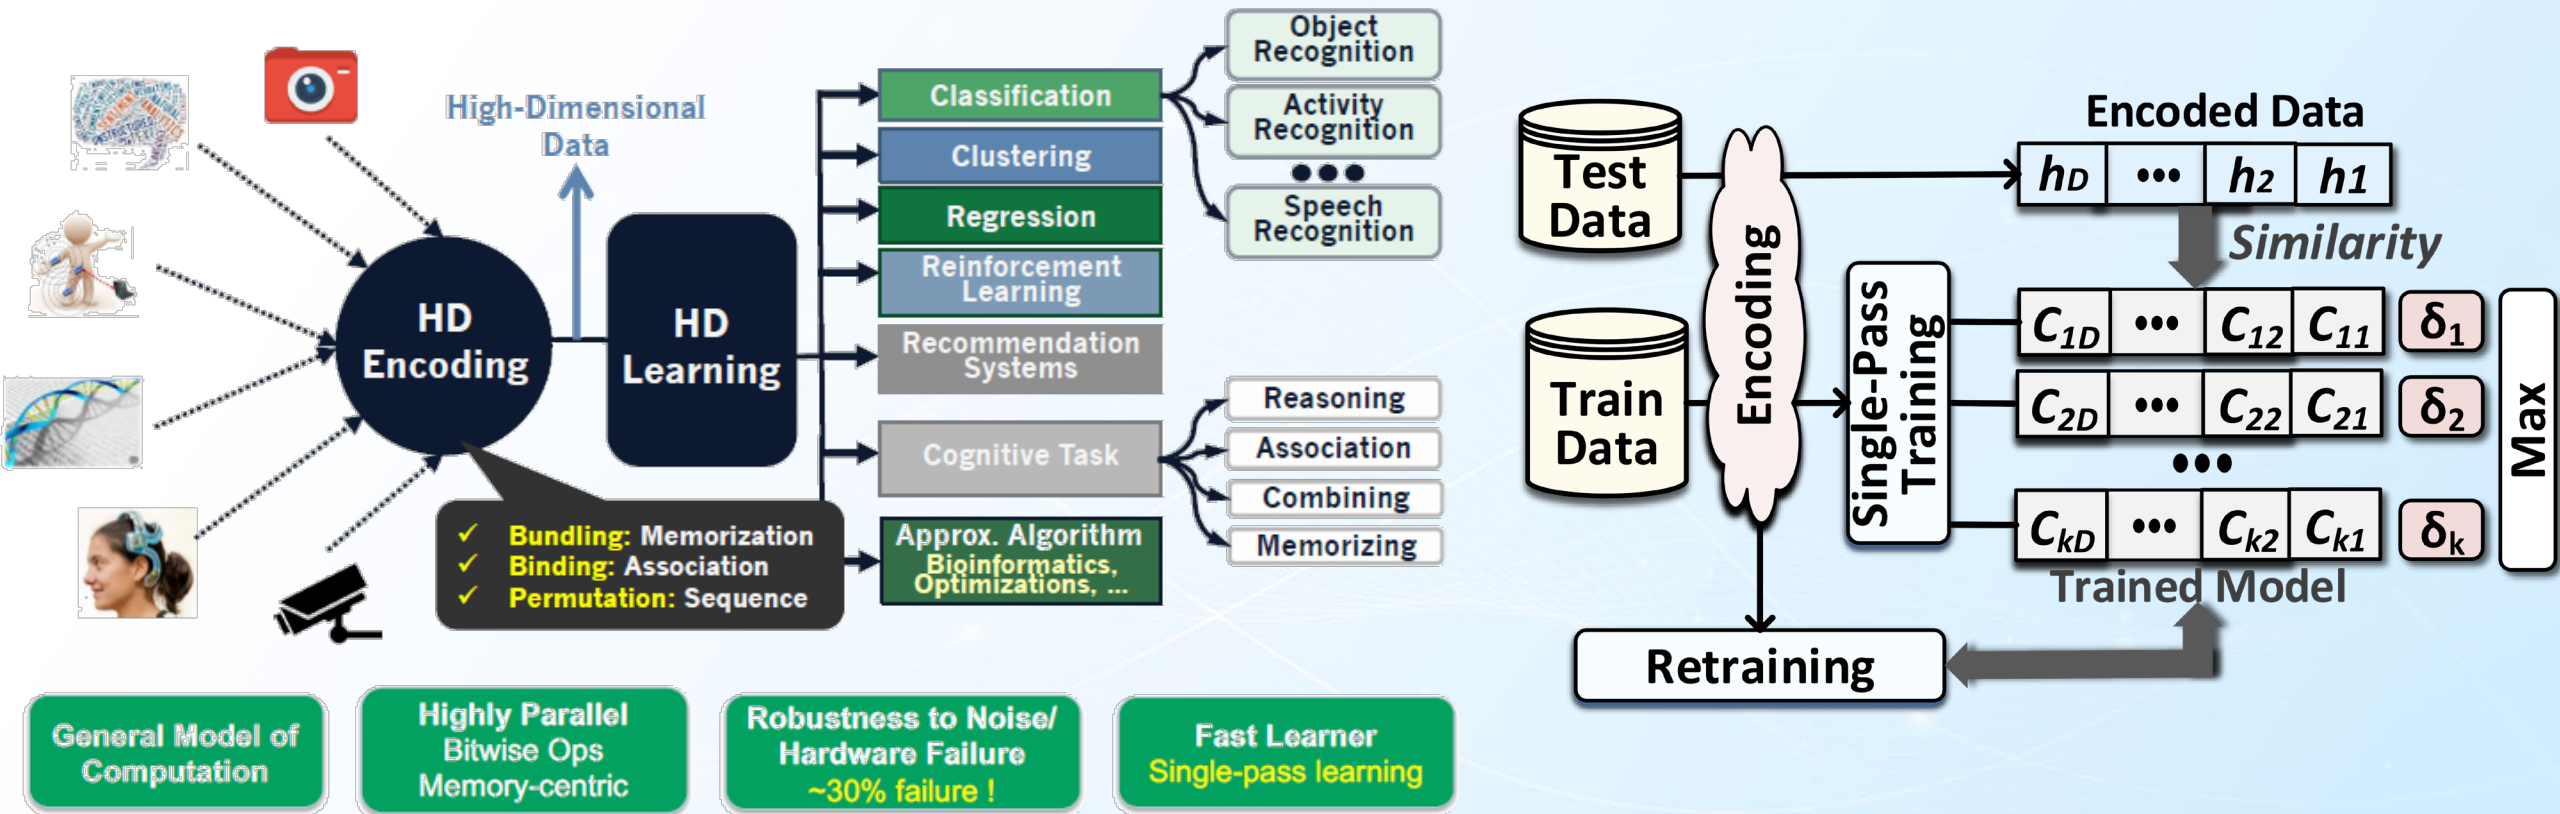 High-Dimensional
Data
HD
Encoding
HD
Learning
Bundling: Memorization
Binding: Association
Permutation: Sequence
Classification
Clustering
Regression
Reinforcement
Learning
Recommendation
Systems
Cognitive Task
Approx. Algorithm
Bioinformatics,
Optimizations, ...
Object
Recognition
Activity
Recognition
•••
Speech
Recognition
Reasoning
Association
Combining
Memorizing
General Model of
Computation
Highly Parallel
Bitwise Ops
Memory-centric
Robustness to Noise/
Hardware Failure
~30% failure !
Fast Learner
Single-pass learning
Test
Data
Train
Data
Encoding
Single-Pass
Training
Encoded Data
hD ••• h2 h1
Similarity
C1D ••• C12 C11 δ1
C2D ••• C22 C21 δ2
•••
CkD ••• Ck2 Ck1 δk
Max
Trained Model
Retraining